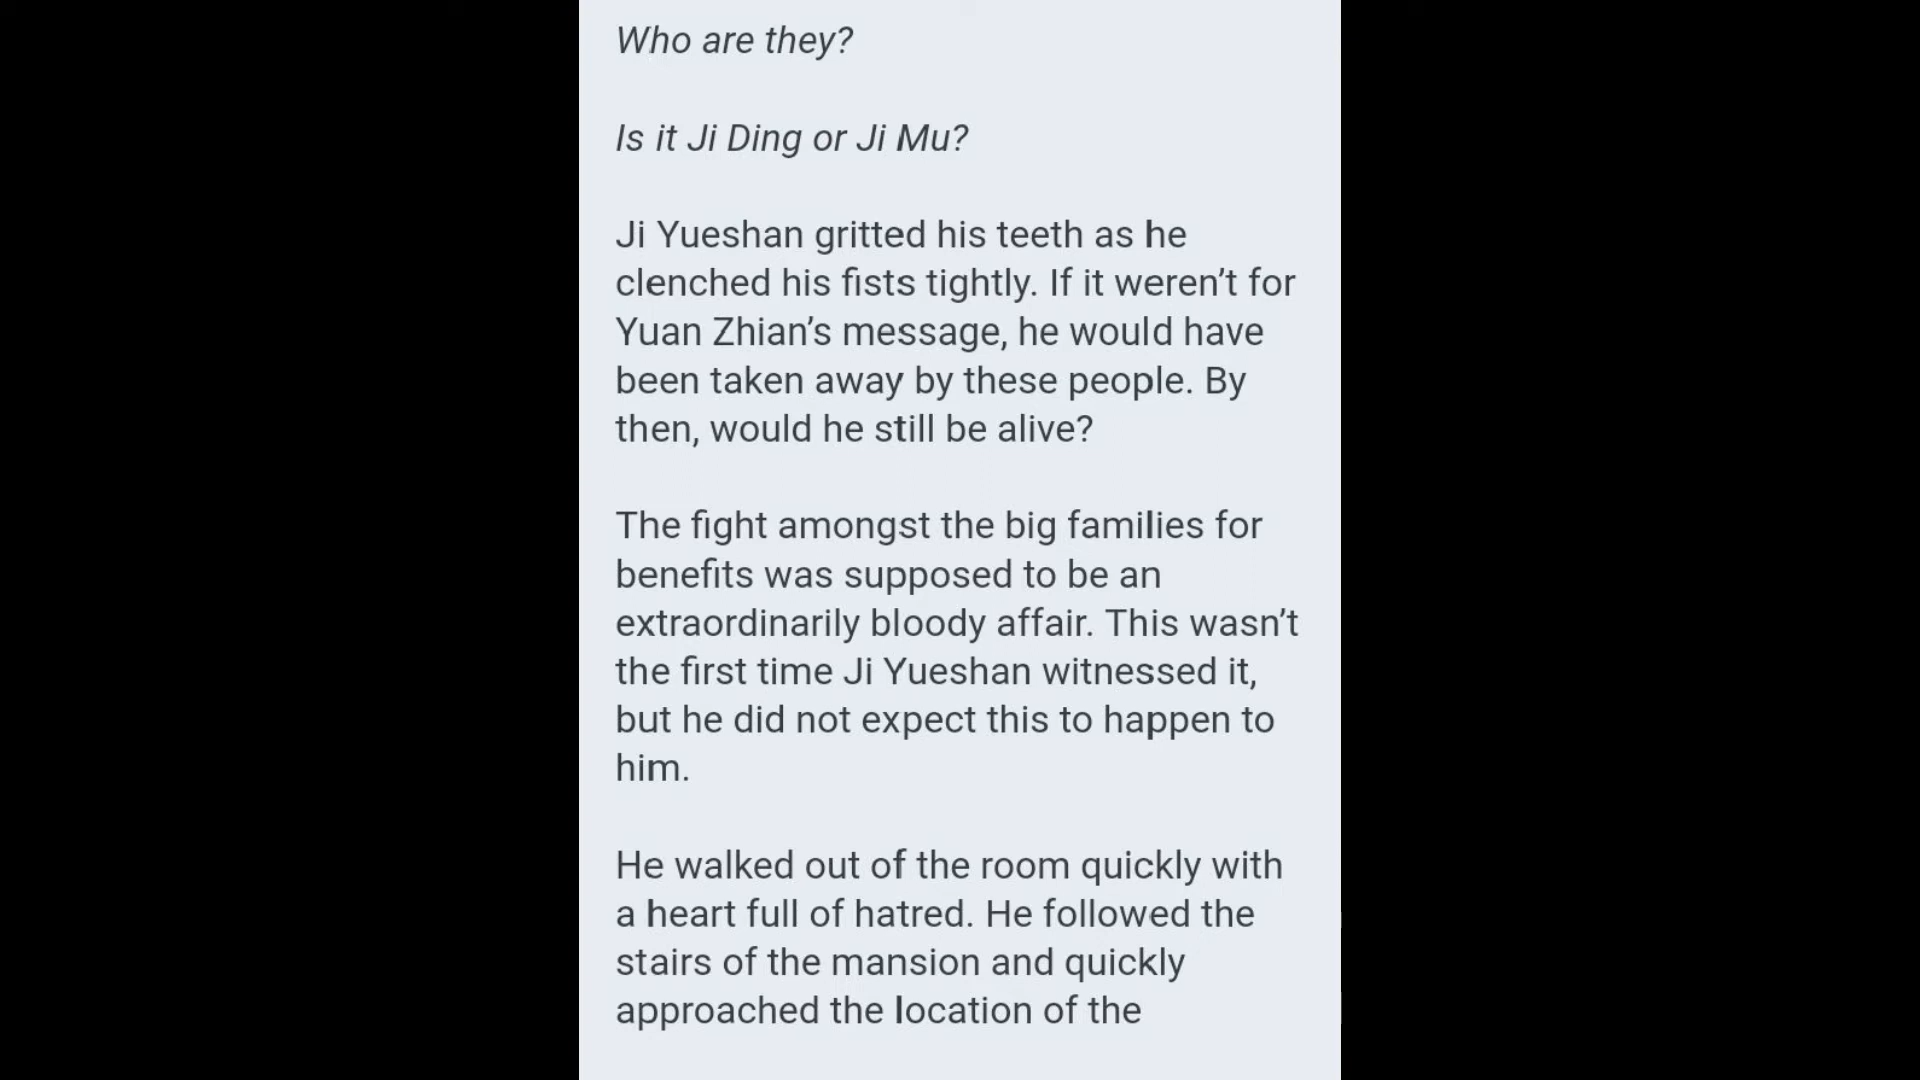 Who are they?
Is it Ji Ding or Ji Mu?
Ji Yueshan gritted his teeth as he
clenched his fists tightly. If it weren’t for
Yuan Zhian’s message, he would have
been taken away by these people. By
then, would he still be alive?
The fight amongst the big families for
benefits was supposed to be an
extraordinarily bloody affair. This wasn’t
the first time Ji Yueshan witnessed it,
but he did not expect this to happen to
him.
He walked out of the room quickly with
a heart full of hatred. He followed the
stairs of the mansion and quickly
approached the location of the